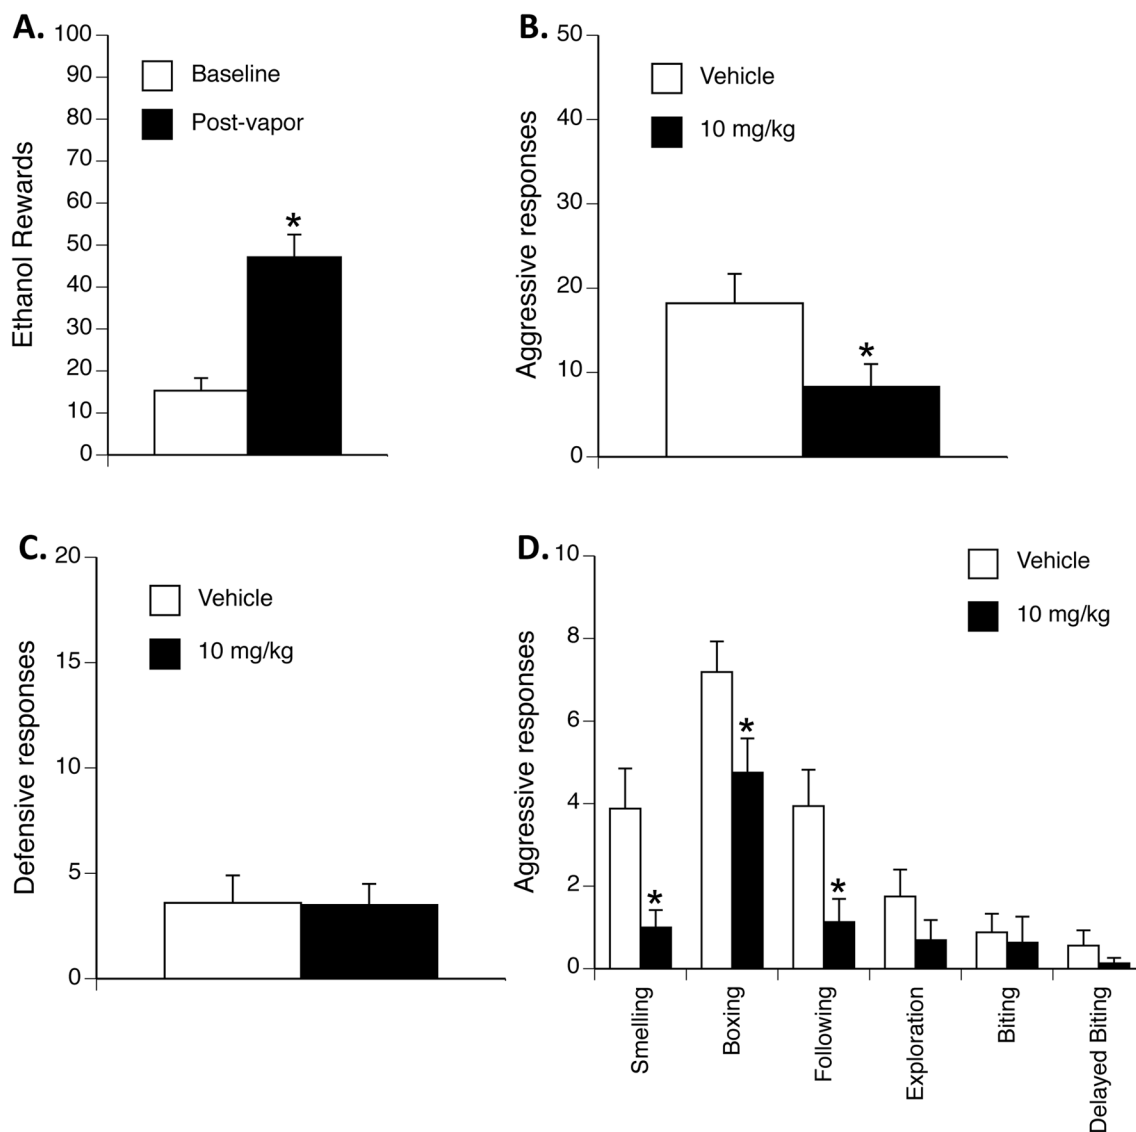 A.
100
90
80
70
60
50
40
30
20
10
0
Ethanol Rewards
Baseline
Post-vapor
*
B.
50
40
30
20
10
0
Aggressive responses
Vehicle
10 mg/kg
*
C.
20
15
10
5
0
Defensive responses
Vehicle
10 mg/kg
D.
10
8
6
4
2
0
Aggressive responses
Vehicle
10 mg/kg
*
*
*
Smelling
Boxing
Following
Exploration
Biting
Delayed Biting